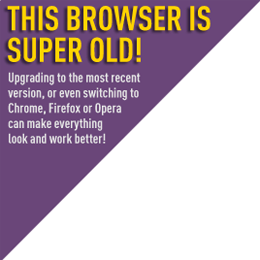 THIS BROWSER IS
SUPER OLD!
Upgrading to the most recent
version, or even switching to
Chrome, Firefox or Opera
can make everything
look and work better!